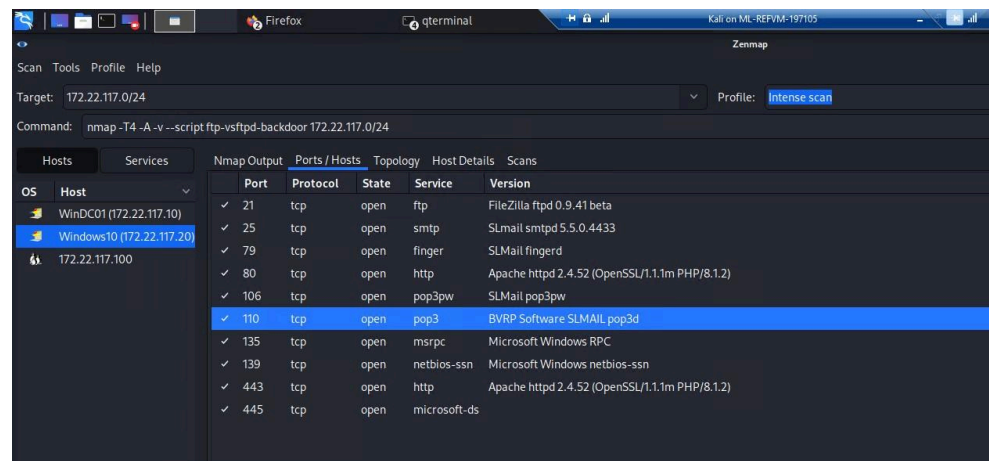 Firefox
qterminal
Kali on ML-REFVM-197105
Zenmap
Scan Tools Profile Help
Target: 172.22.117.0/24 Profile: Intense scan
Command: nmap -T4 -A -v --script ftp-vsftpd-backdoor 172.22.117.0/24
Hosts Services Nmap Output Ports / Hosts Topology Host Details Scans
OS Host Port Protocol State Service Version
WinDC01 (172.22.117.10)
Windows10 (172.22.117.20)
172.22.117.100
21 tcp open ftp FileZilla ftpd 0.9.41 beta
25 tcp open smtp SLmail smtpd 5.5.0.4433
79 tcp open finger SLMail fingerd
80 tcp open http Apache httpd 2.4.52 (OpenSSL/1.1.1m PHP/8.1.2)
106 tcp open pop3pw SLMail pop3pw
110 tcp open pop3 BVRP Software SLMAIL pop3d
135 tcp open msrpc Microsoft Windows RPC
139 tcp open netbios-ssn Microsoft Windows netbios-ssn
443 tcp open http Apache httpd 2.4.52 (OpenSSL/1.1.1m PHP/8.1.2)
445 tcp open microsoft-ds